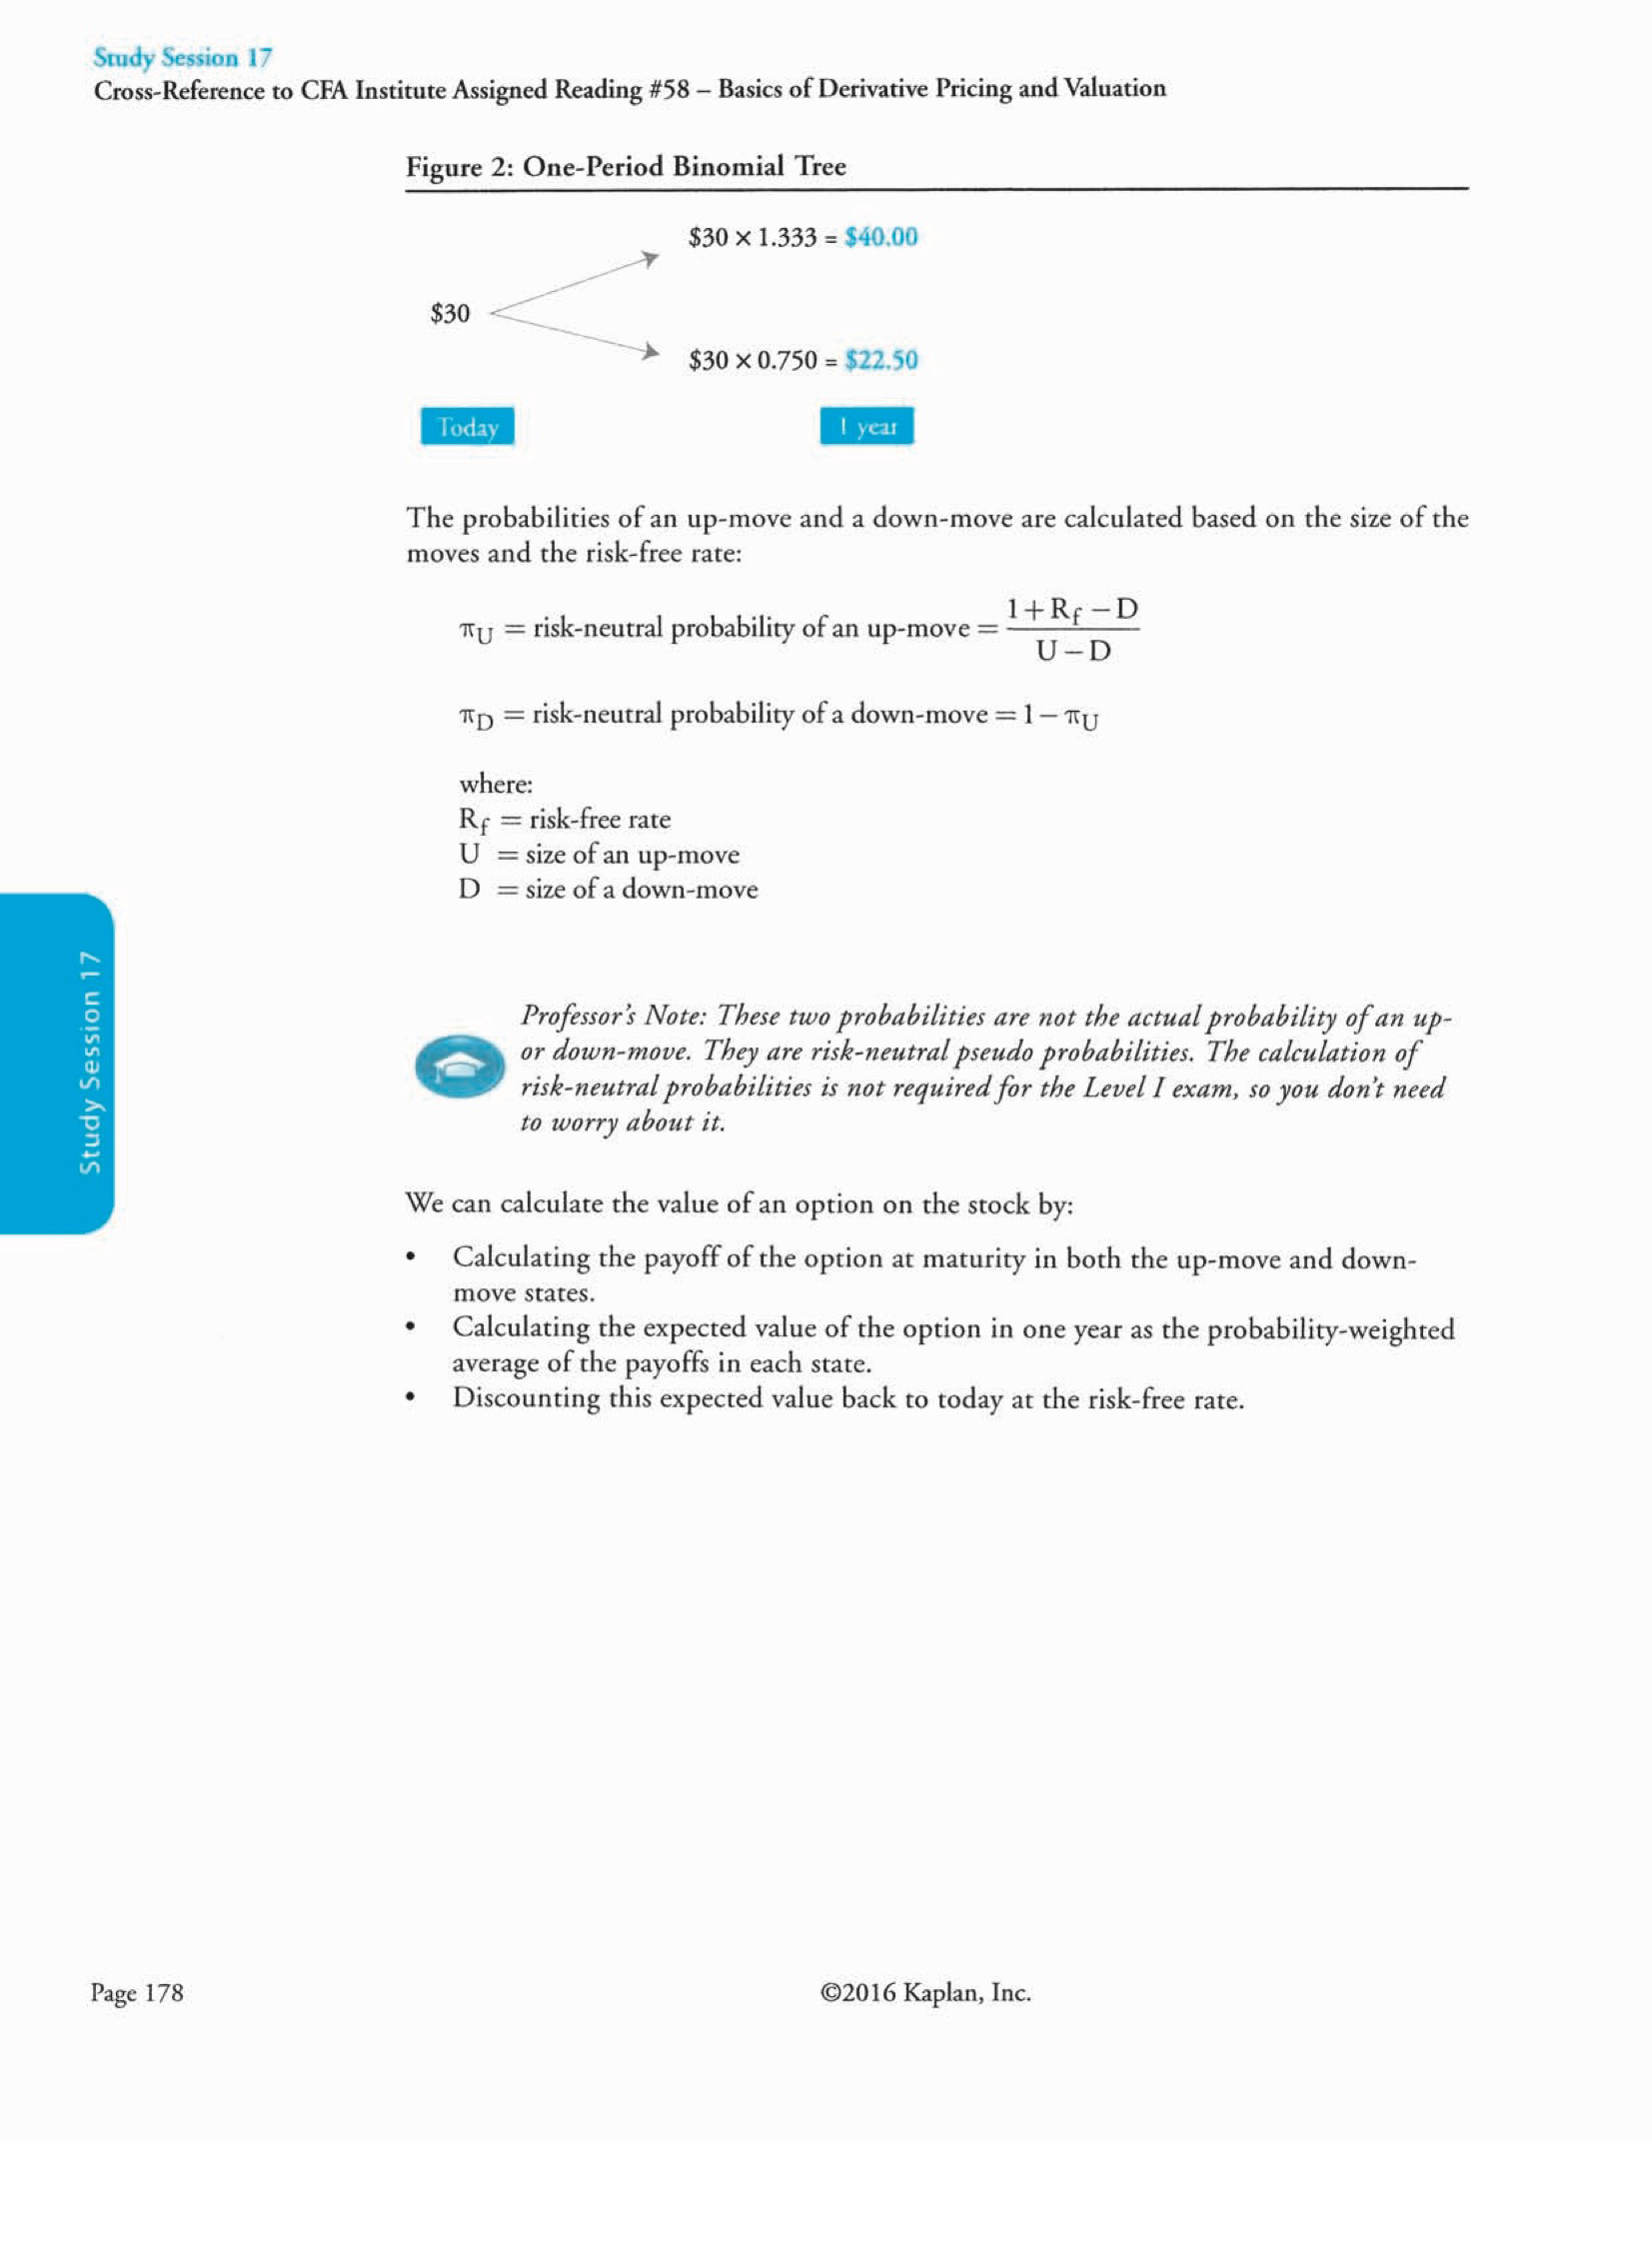 Study Session 17
Cross-Reference to CFA Institute Assigned Reading #58 – Basics of Derivative Pricing and Valuation
Figure 2: One-Period Binomial Tree
$30 × 1.333 = $40.00
$30
$30 × 0.750 = $22.50
Today
1 year
The probabilities of an up-move and a down-move are calculated based on the size of the
moves and the risk-free rate:
π_U = risk-neutral probability of an up-move = (1 + R_f − D) / (U − D)
π_D = risk-neutral probability of a down-move = 1 − π_U
where:
R_f = risk-free rate
U = size of an up-move
D = size of a down-move
Study Session 17
Professor's Note: These two probabilities are not the actual probability of an up-
or down-move. They are risk-neutral pseudo probabilities. The calculation of
risk-neutral probabilities is not required for the Level I exam, so you don't need
to worry about it.
We can calculate the value of an option on the stock by:
• Calculating the payoff of the option at maturity in both the up-move and down-
move states.
• Calculating the expected value of the option in one year as the probability-weighted
average of the payoffs in each state.
• Discounting this expected value back to today at the risk-free rate.
Page 178
©2016 Kaplan, Inc.